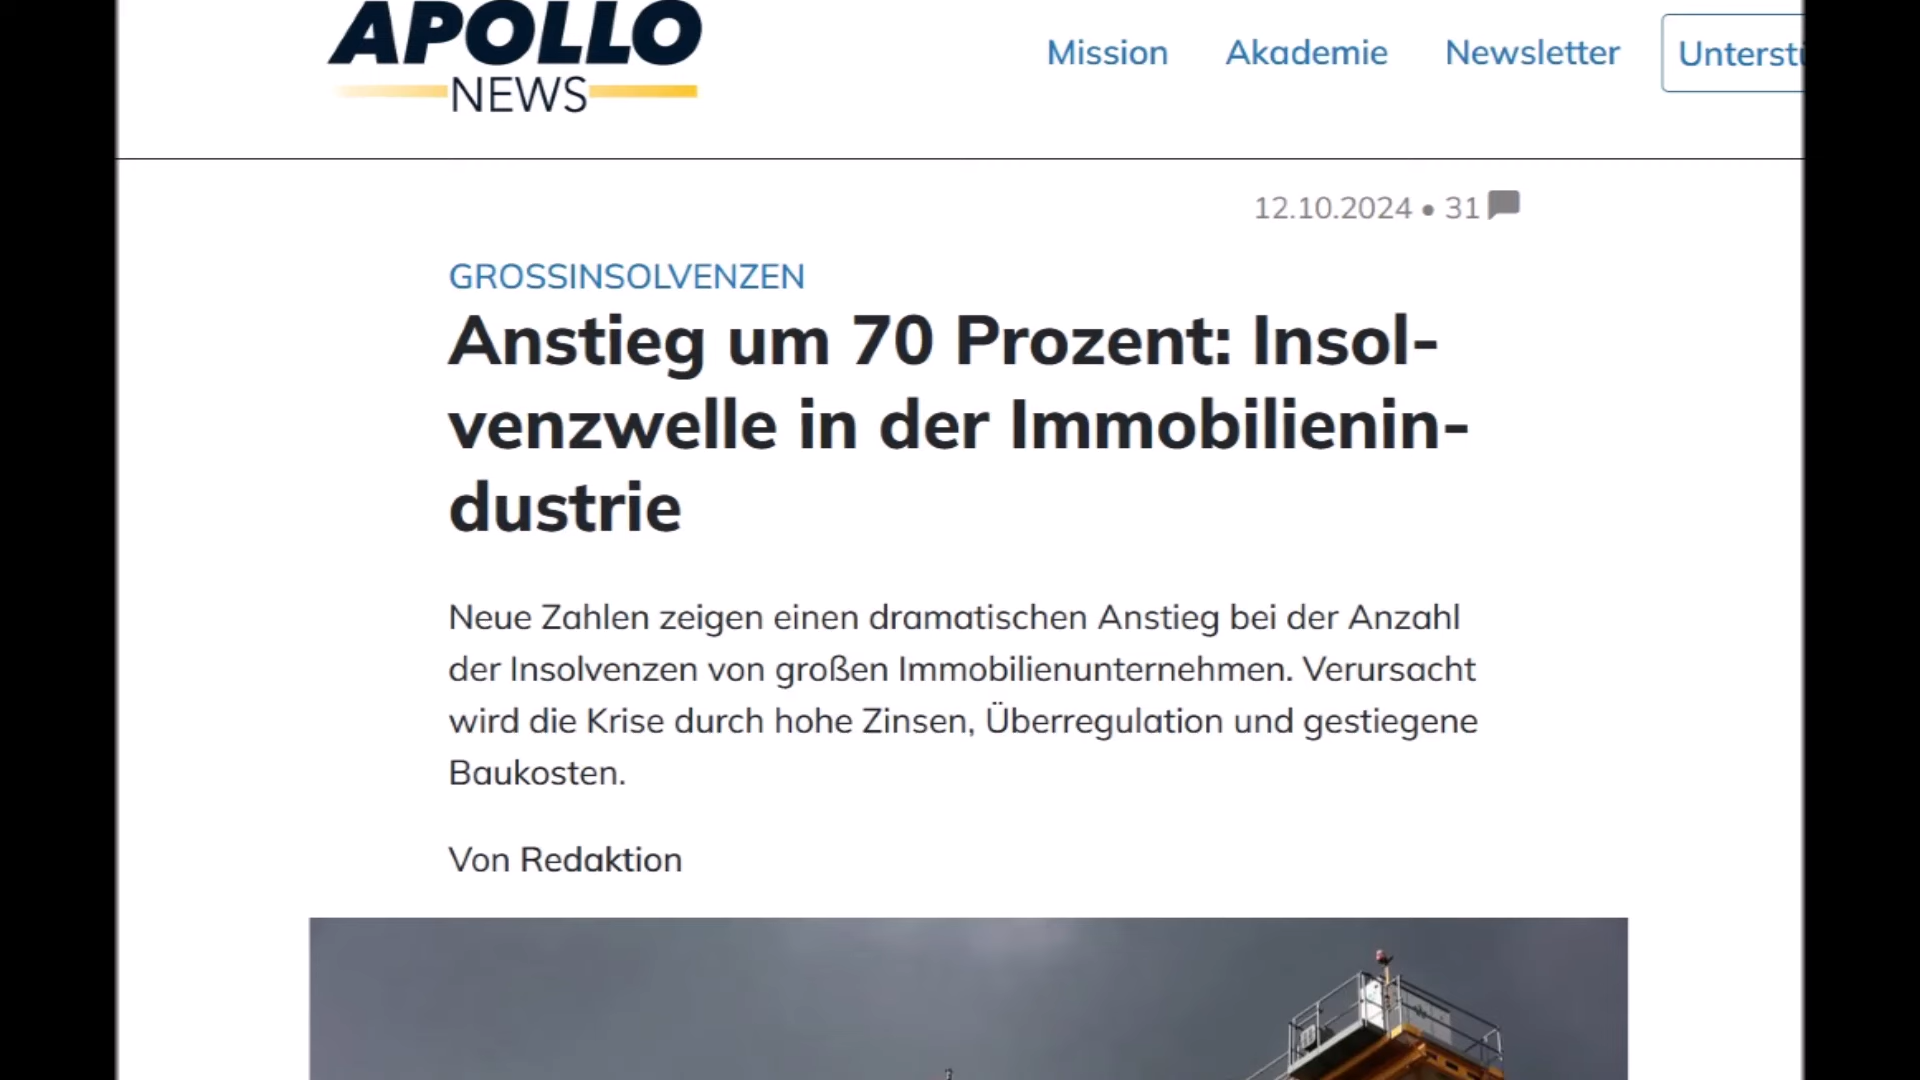 APOLLO
NEWS
Mission Akademie Newsletter
12.10.2024 • 31
GROSSINSOLVENZEN
Anstieg um 70 Prozent: Insol-
venzwelle in der Immobilienin-
dustrie
Neue Zahlen zeigen einen dramatischen Anstieg bei der Anzahl
der Insolvenzen von großen Immobilienunternehmen. Verursacht
wird die Krise durch hohe Zinsen, Überregulation und gestiegene
Baukosten.
Von Redaktion